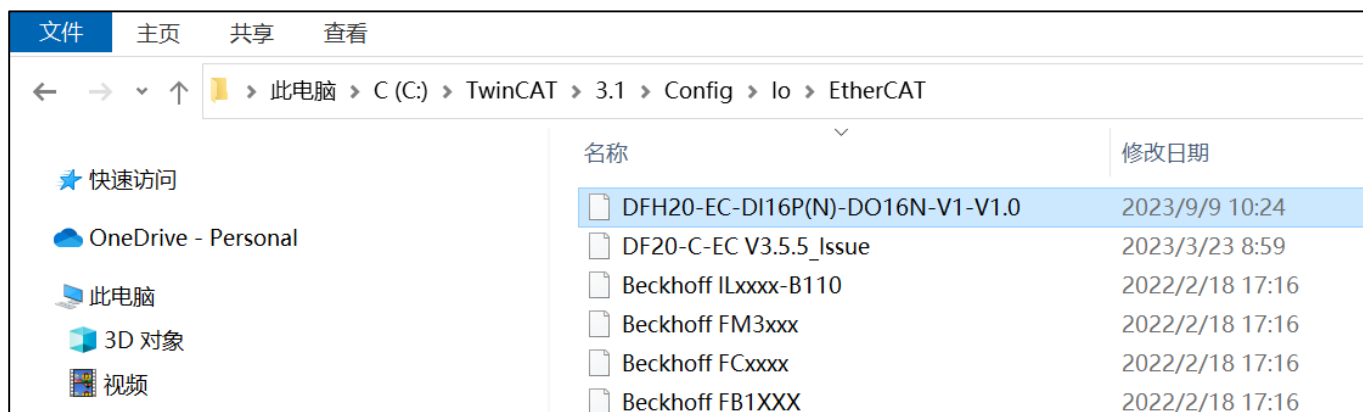 文件 主页 共享 查看
此电脑 > C (C:) > TwinCAT > 3.1 > Config > Io > EtherCAT
名称 修改日期
快速访问
DFH20-EC-DI16P(N)-DO16N-V1-V1.0 2023/9/9 10:24
OneDrive - Personal
DF20-C-EC V3.5.5_Issue 2023/3/23 8:59
此电脑
Beckhoff ILxxxx-B110 2022/2/18 17:16
3D 对象
Beckhoff FM3xxx 2022/2/18 17:16
视频
Beckhoff FCxxxx 2022/2/18 17:16
Beckhoff FB1XXX 2022/2/18 17:16